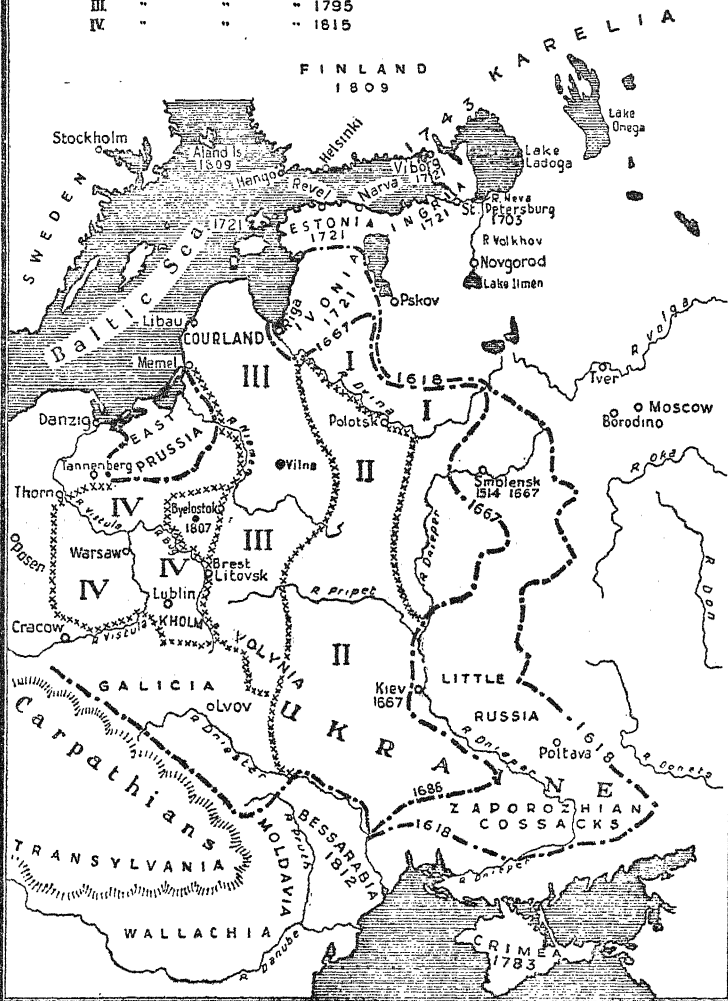 III. " " " 1795
IV. " " " 1815
KARELIA
FINLAND
1809
Lake Onega
Stockholm
Helsinki
1743
Aland Is
1809
Hango
Viborg
1721
Lake Ladoga
SWEDEN
Revel
Narva
INGRIA
1721
R. Neva
St. Petersburg
1703
1721
ESTONIA
1721
R Volkhov
Novgorod
Lake Ilmen
Baltic Sea
LIVONIA
1721
Pskov
Riga
Libau
COURLAND
1667
R Volga
Memel
III
I
1618
Tver
R Dvina
I
Moscow
Borodino
Danzig
EAST PRUSSIA
R Niemen
Polotsk
R Oka
Tannenberg
Vilna
II
Smolensk
1514 1667
Thorn
IV
Byelostok
1807
1667
R Vistula
R Bug
III
R Dnieper
Posen
Warsaw
IV
IV
Brest Litovsk
R Don
Lublin
R Pripet
Cracow
R Vistula
KHOLM
VOLYNIA
II
LITTLE RUSSIA
GALICIA
Kiev
1667
Lvov
UKRAINE
R Dnieper
Poltava
1618
R Donets
Carpathians
R Dniester
1686
ZAPOROZHIAN
COSSACKS
1618
TRANSYLVANIA
MOLDAVIA
R Pruth
BESSARABIA
1812
R Dnieper
WALLACHIA
R Danube
CRIMEA
1783